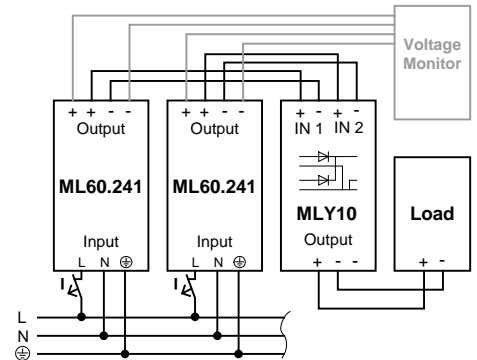 Voltage
Monitor
+ + - -
+ + - -
+ - + -
Output
Output
IN 1 IN 2
ML60.241
ML60.241
MLY10
Load
Input
Input
Output
L N ⏚
L N ⏚
+ - -
+ -
I
I
L
N
⏚